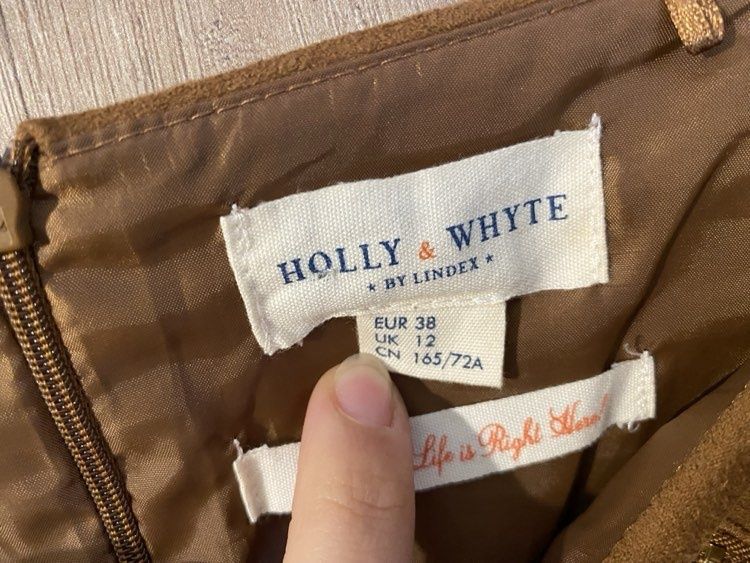 HOLLY & WHYTE
★ BY LINDEX ★
EUR 38
UK 12
CN 165/72A
Life is Right Here!